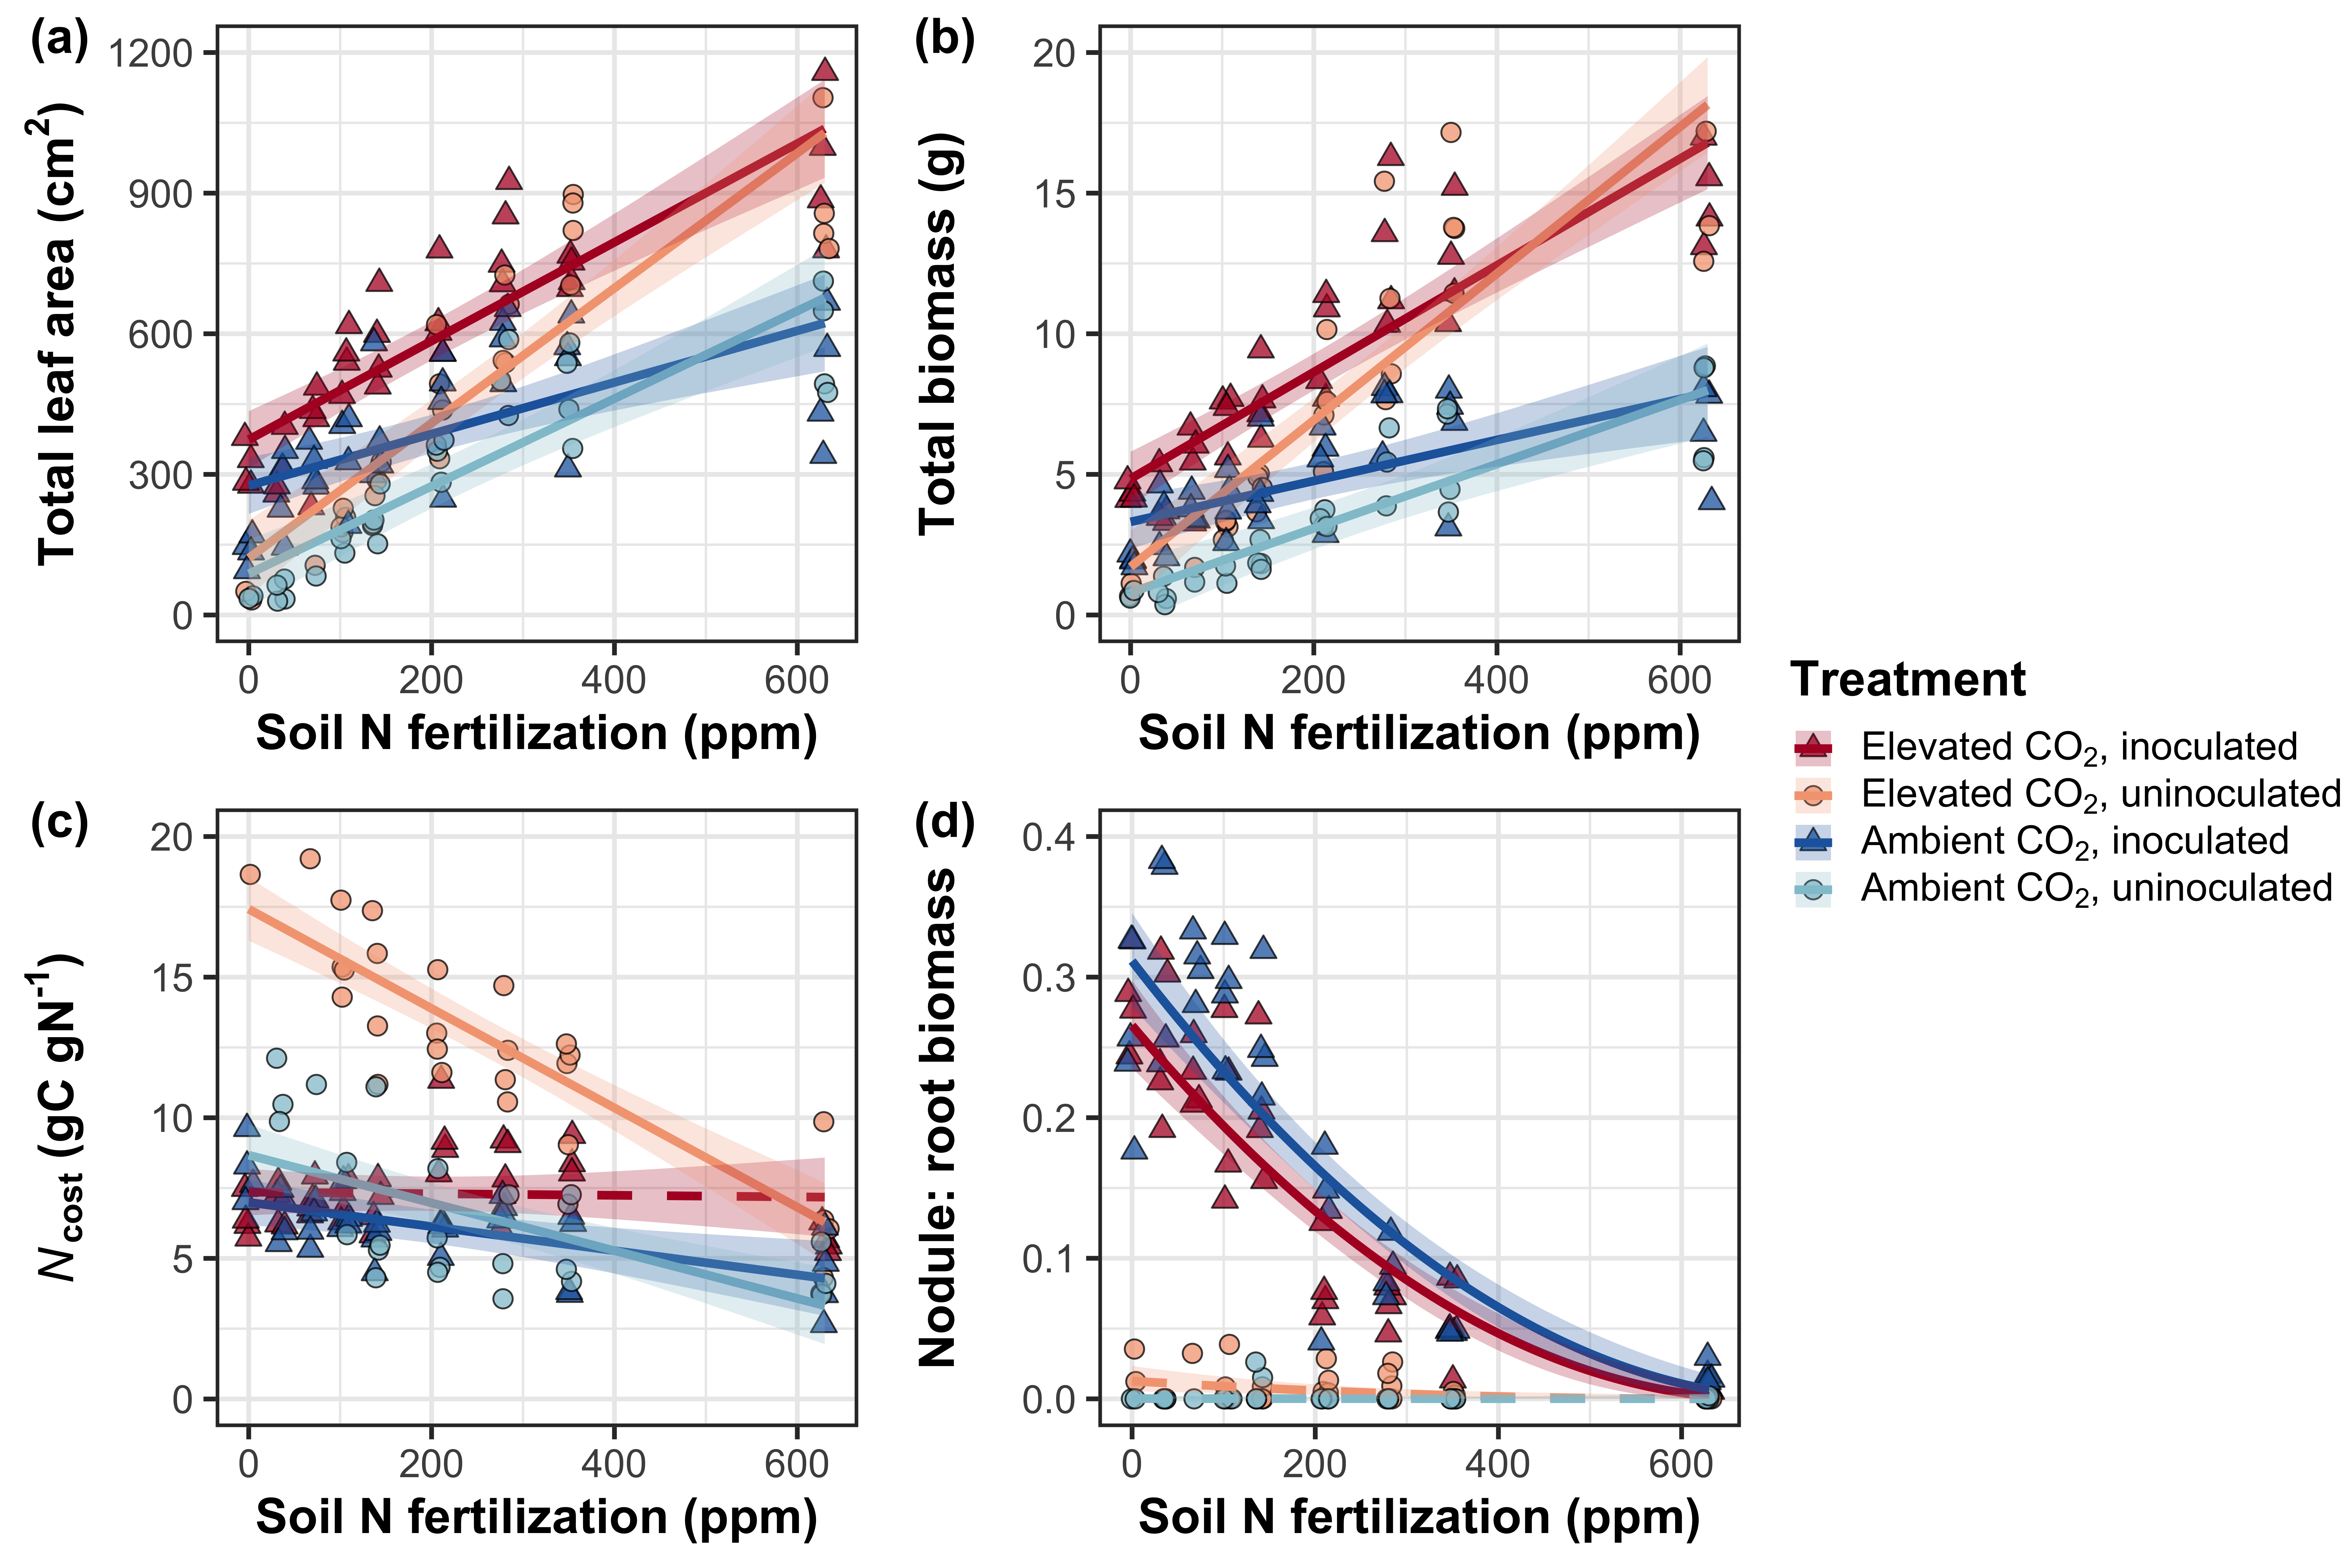 (a)
1200
900
600
300
0
Total leaf area (cm²)
0 200 400 600
Soil N fertilization (ppm)
(b)
20
15
10
5
0
Total biomass (g)
0 200 400 600
Soil N fertilization (ppm)
Treatment
Elevated CO₂, inoculated
Elevated CO₂, uninoculated
Ambient CO₂, inoculated
Ambient CO₂, uninoculated
(c)
20
15
10
5
0
N cost (gC gN⁻¹)
0 200 400 600
Soil N fertilization (ppm)
(d)
0.4
0.3
0.2
0.1
0.0
Nodule: root biomass
0 200 400 600
Soil N fertilization (ppm)